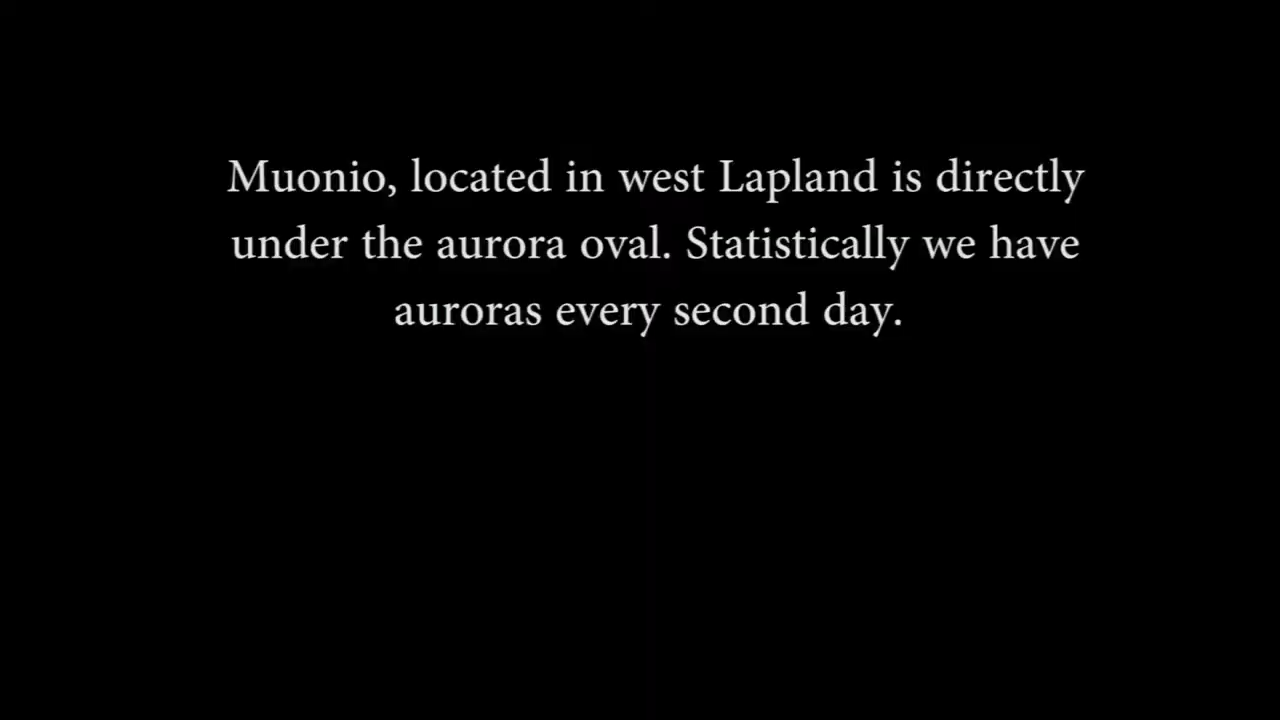 Muonio, located in west Lapland is directly
under the aurora oval. Statistically we have
auroras every second day.